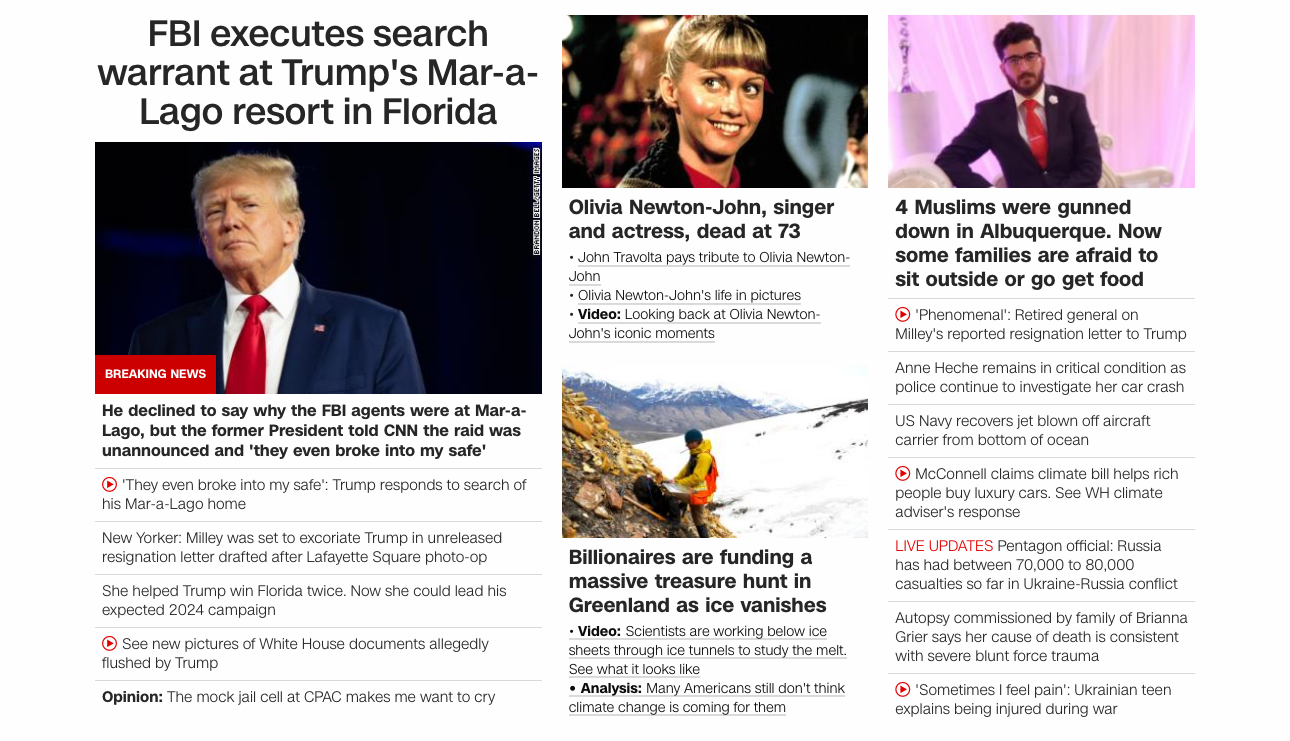 FBI executes search
warrant at Trump's Mar-a-
Lago resort in Florida
BRANDON BELL/GETTY IMAGES
BREAKING NEWS
He declined to say why the FBI agents were at Mar-a-
Lago, but the former President told CNN the raid was
unannounced and 'they even broke into my safe'
'They even broke into my safe': Trump responds to search of
his Mar-a-Lago home
New Yorker: Milley was set to excoriate Trump in unreleased
resignation letter drafted after Lafayette Square photo-op
She helped Trump win Florida twice. Now she could lead his
expected 2024 campaign
See new pictures of White House documents allegedly
flushed by Trump
Opinion: The mock jail cell at CPAC makes me want to cry
Olivia Newton-John, singer
and actress, dead at 73
• John Travolta pays tribute to Olivia Newton-
John
• Olivia Newton-John's life in pictures
• Video: Looking back at Olivia Newton-
John's iconic moments
Billionaires are funding a
massive treasure hunt in
Greenland as ice vanishes
• Video: Scientists are working below ice
sheets through ice tunnels to study the melt.
See what it looks like
• Analysis: Many Americans still don't think
climate change is coming for them
4 Muslims were gunned
down in Albuquerque. Now
some families are afraid to
sit outside or go get food
'Phenomenal': Retired general on
Milley's reported resignation letter to Trump
Anne Heche remains in critical condition as
police continue to investigate her car crash
US Navy recovers jet blown off aircraft
carrier from bottom of ocean
McConnell claims climate bill helps rich
people buy luxury cars. See WH climate
adviser's response
LIVE UPDATES Pentagon official: Russia
has had between 70,000 to 80,000
casualties so far in Ukraine-Russia conflict
Autopsy commissioned by family of Brianna
Grier says her cause of death is consistent
with severe blunt force trauma
'Sometimes I feel pain': Ukrainian teen
explains being injured during war